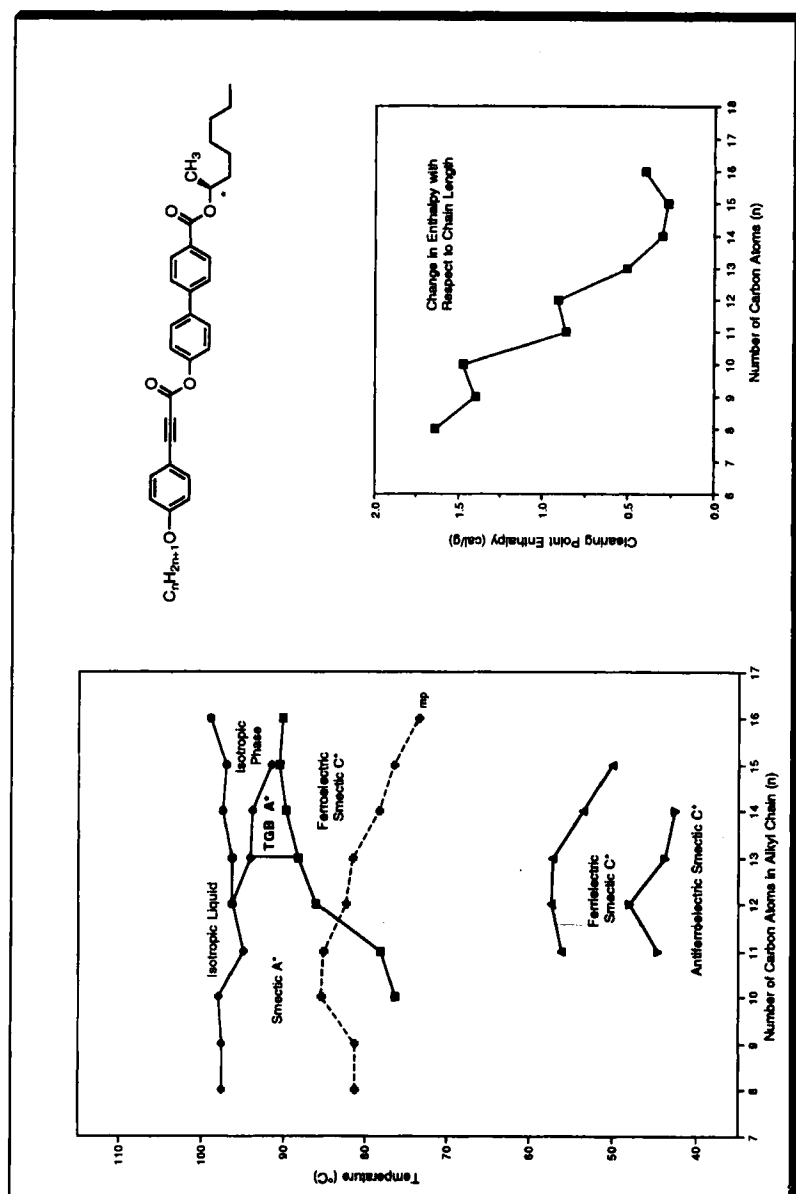 CₙH₂ₙ₊₁O
O
O
O
O
CH₃
*
Temperature (°C)
110
100
90
80
70
60
50
40
Isotropic Liquid
Isotropic
Phase
Smectic A*
TGB A*
Ferroelectric
Smectic C*
mp
Ferrielectric
Smectic C*
Antiferroelectric Smectic C*
7 8 9 10 11 12 13 14 15 16 17
Number of Carbon Atoms in Alkyl Chain (n)
Clearing Point Enthalpy (cal/g)
2.0
1.5
1.0
0.5
0.0
Change in Enthalpy with
Respect to Chain Length
6 7 8 9 10 11 12 13 14 15 16 17 18
Number of Carbon Atoms (n)